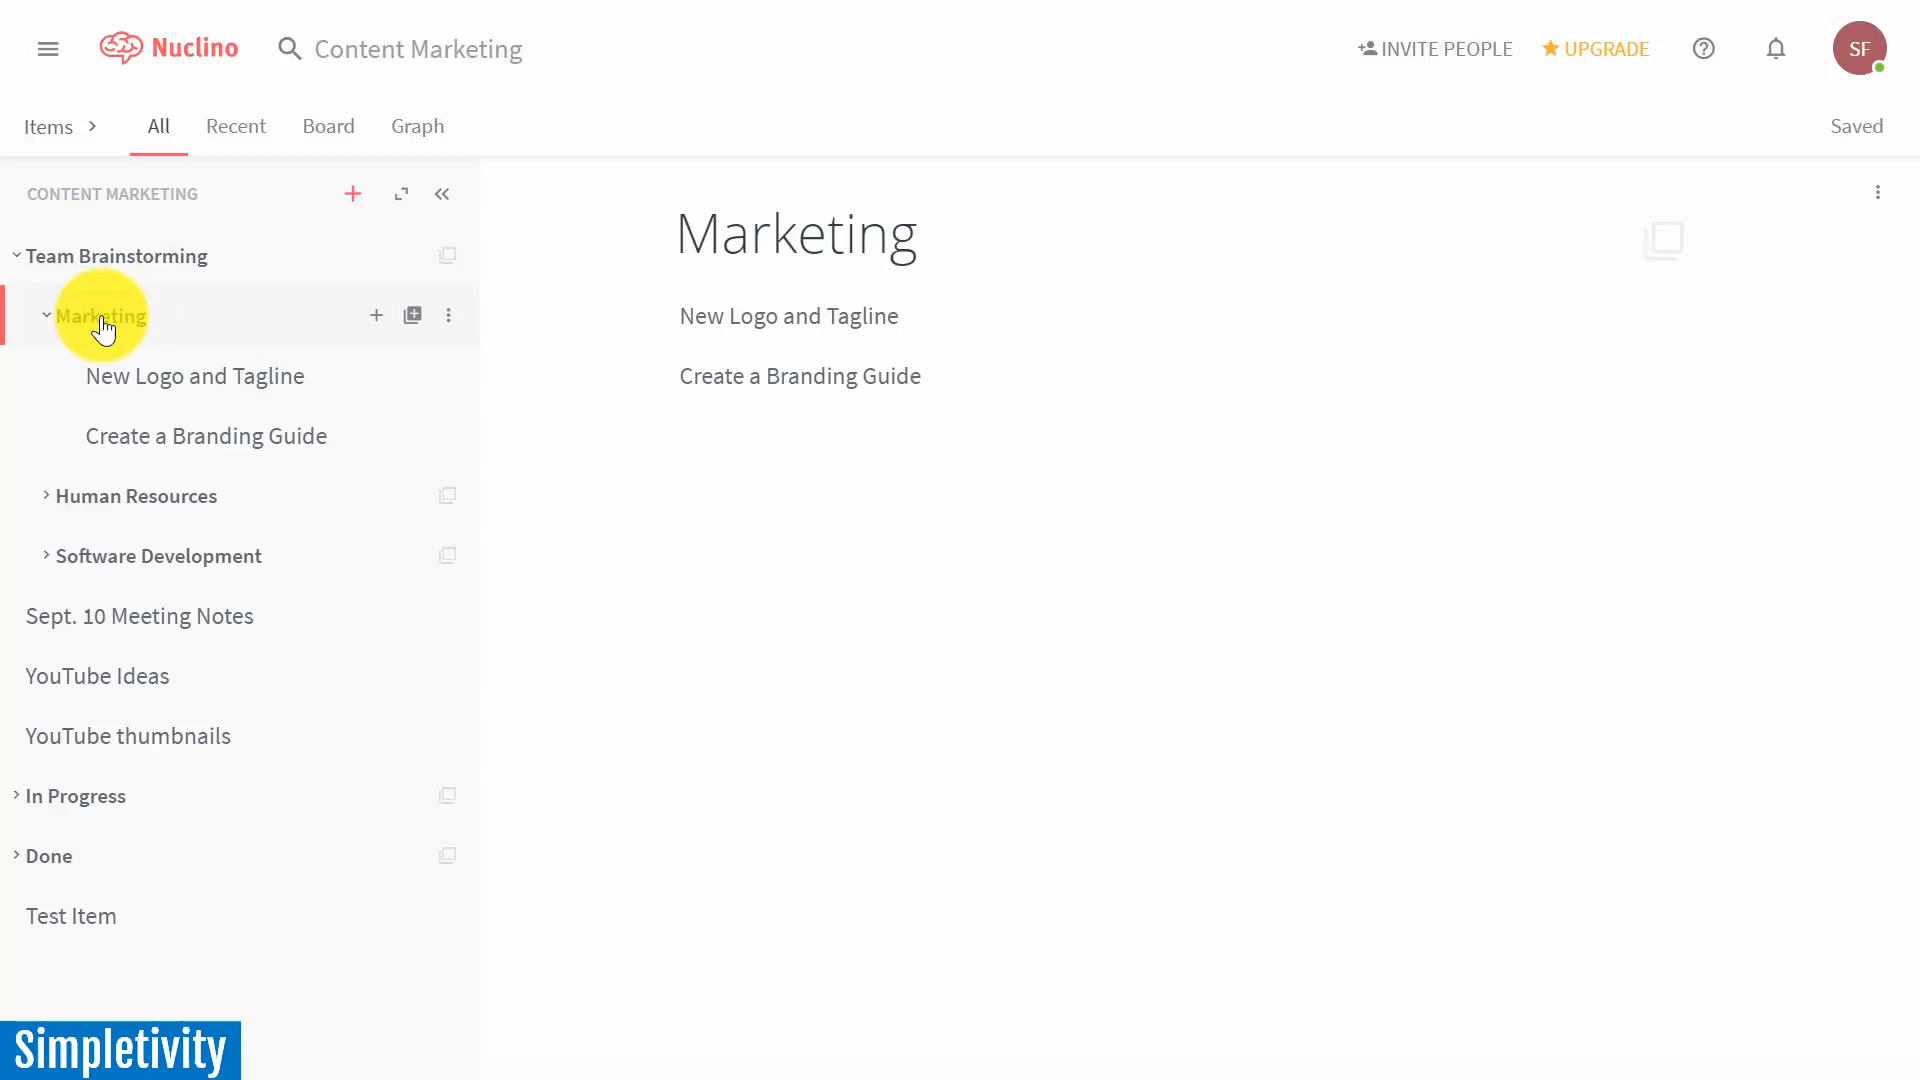 Nuclino
Content Marketing
INVITE PEOPLE
UPGRADE
SF
Items
All
Recent
Board
Graph
Saved
CONTENT MARKETING
Team Brainstorming
Marketing
New Logo and Tagline
Create a Branding Guide
Human Resources
Software Development
Sept. 10 Meeting Notes
YouTube Ideas
YouTube thumbnails
In Progress
Done
Test Item
Marketing
New Logo and Tagline
Create a Branding Guide
Simpletivity